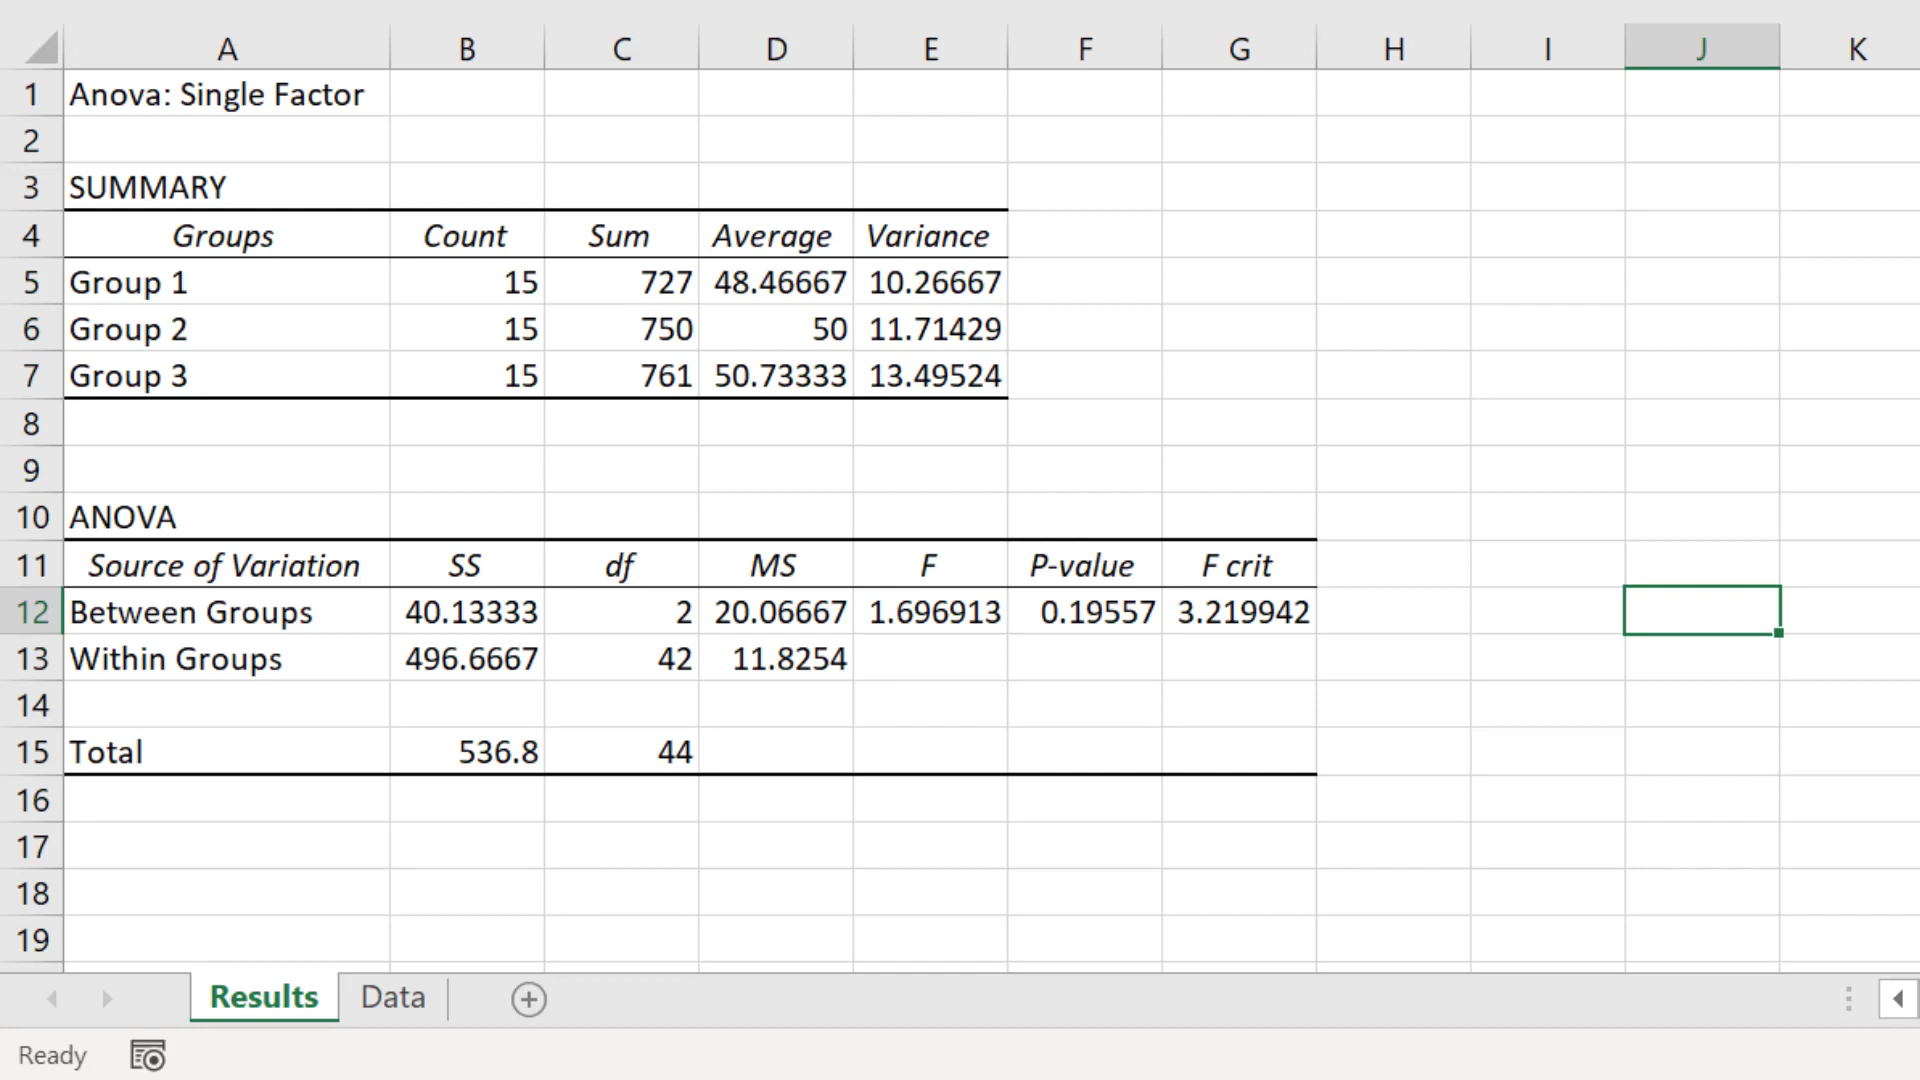 A B C D E F G H I J K
1 Anova: Single Factor
2
3 SUMMARY
4 Groups Count Sum Average Variance
5 Group 1 15 727 48.46667 10.26667
6 Group 2 15 750 50 11.71429
7 Group 3 15 761 50.73333 13.49524
8
9
10 ANOVA
11 Source of Variation SS df MS F P-value F crit
12 Between Groups 40.13333 2 20.06667 1.696913 0.19557 3.219942
13 Within Groups 496.6667 42 11.8254
14
15 Total 536.8 44
16
17
18
19
Results Data
Ready